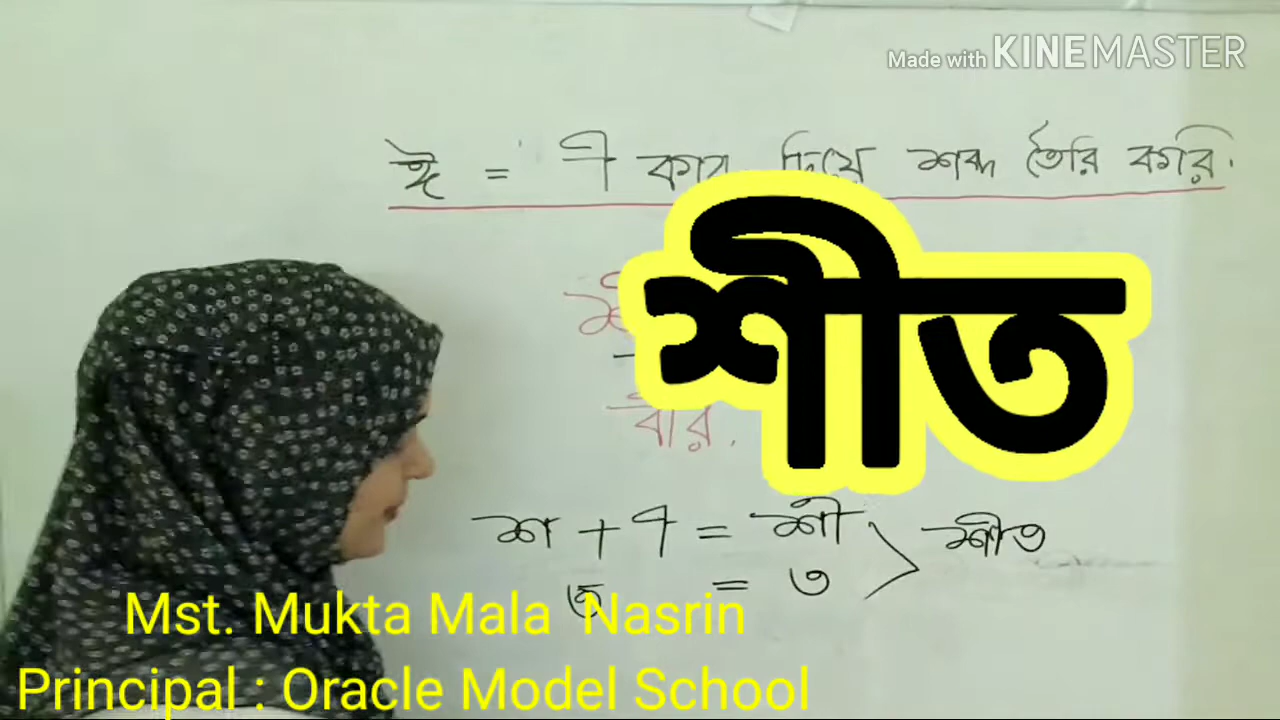 Made with KINEMASTER
ঈ = ী কার দিয়ে শব্দ তৈরি করি.
শীত
বীর.
শ + ী = শী > শীত
ত = ত
Mst. Mukta Mala Nasrin
Principal : Oracle Model School